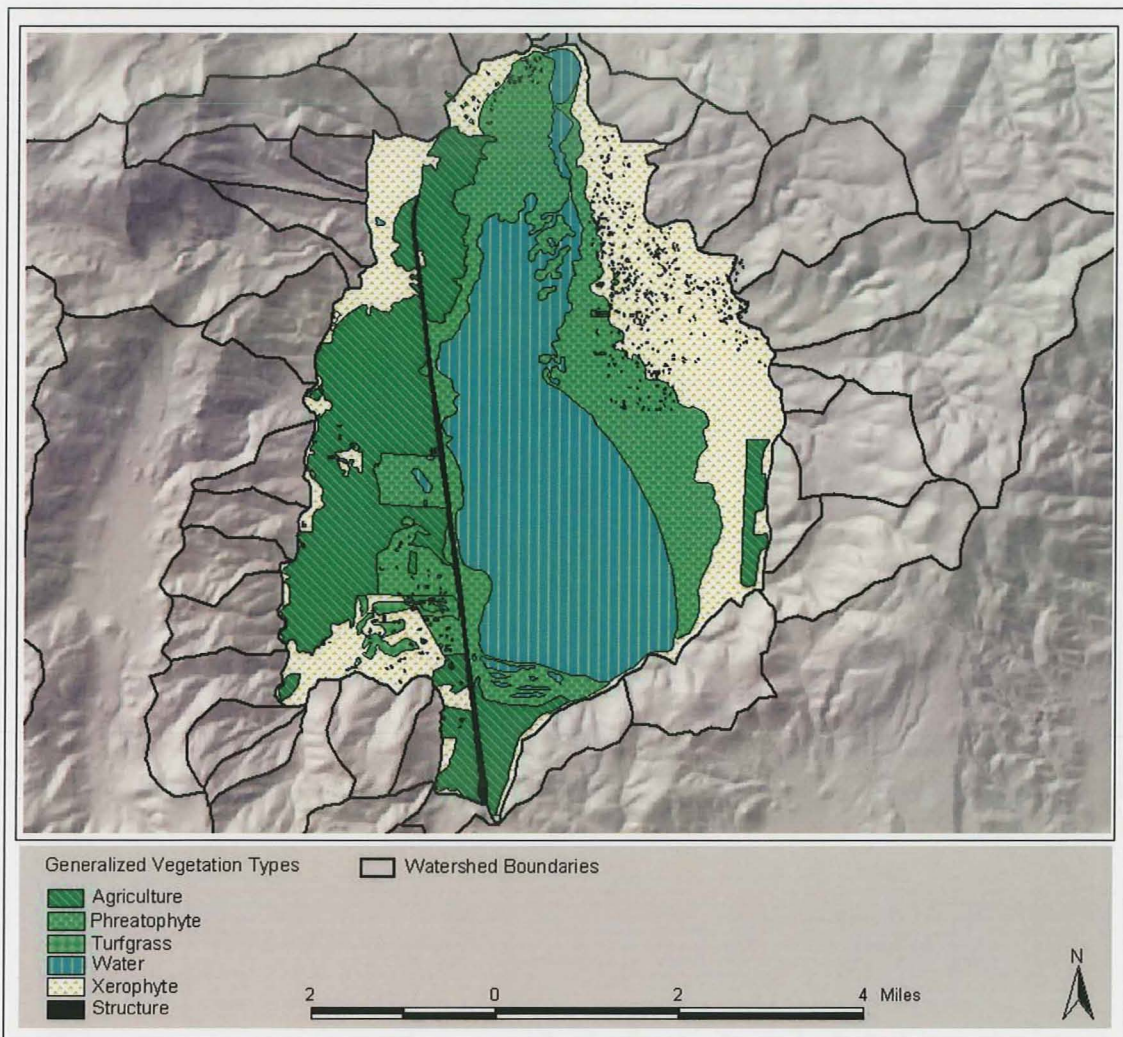 Generalized Vegetation Types
Agriculture
Phreatophyte
Turfgrass
Water
Xerophyte
Structure
Watershed Boundaries
2 0 2 4 Miles
N